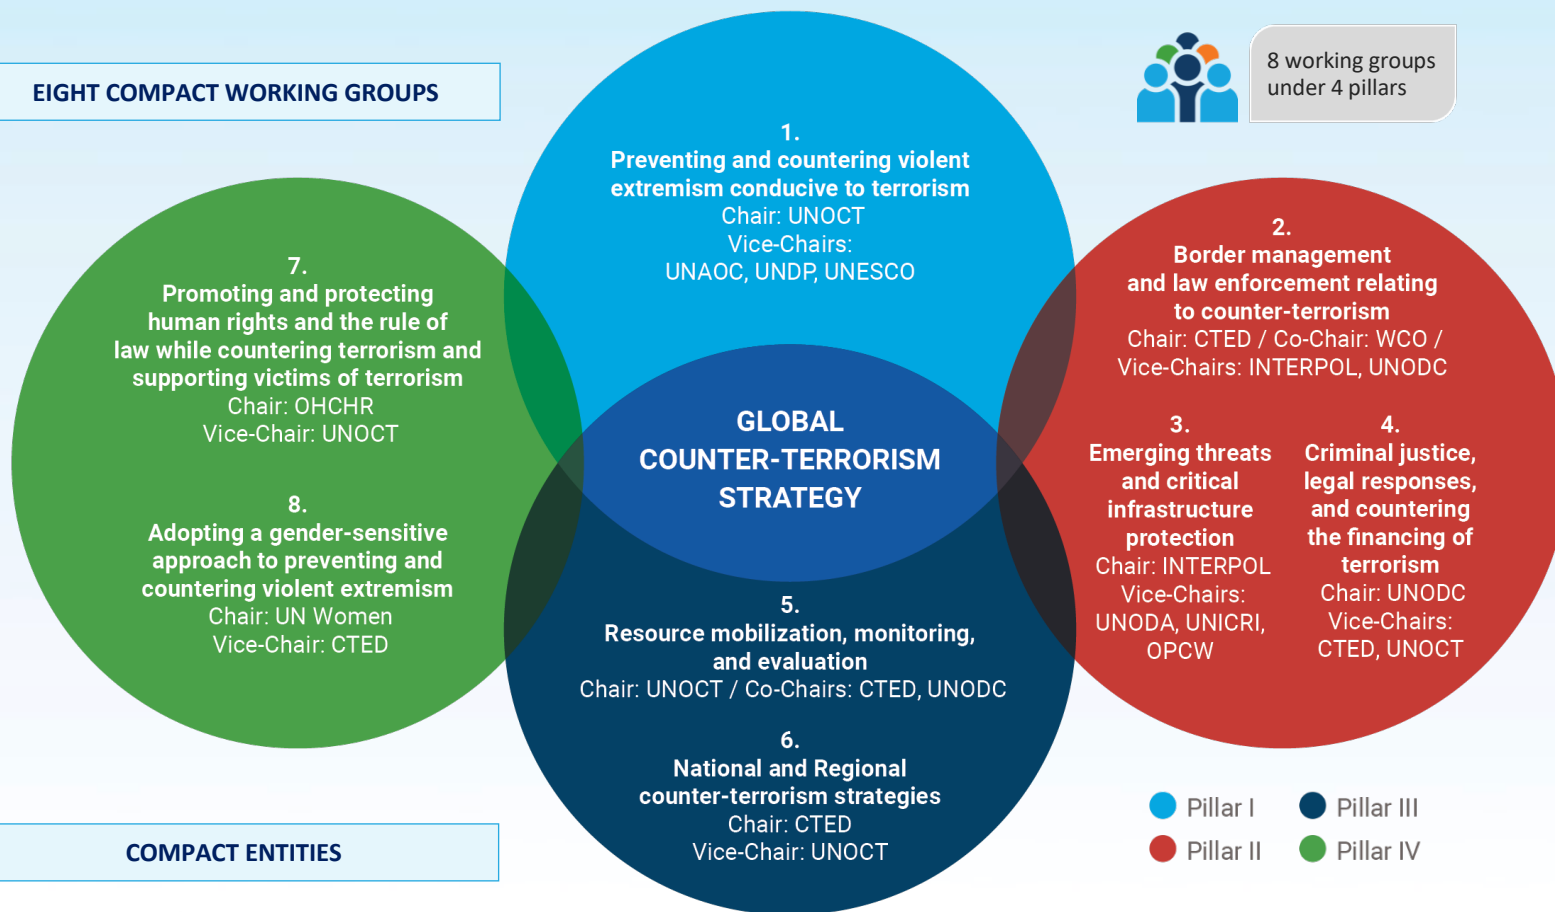 EIGHT COMPACT WORKING GROUPS
8 working groups
under 4 pillars
1.
Preventing and countering violent
extremism conducive to terrorism
Chair: UNOCT
Vice-Chairs:
UNAOC, UNDP, UNESCO
2.
Border management
and law enforcement relating
to counter-terrorism
Chair: CTED / Co-Chair: WCO /
Vice-Chairs: INTERPOL, UNODC
3.
Emerging threats
and critical
infrastructure
protection
Chair: INTERPOL
Vice-Chairs:
UNODA, UNICRI,
OPCW
4.
Criminal justice,
legal responses,
and countering
the financing of
terrorism
Chair: UNODC
Vice-Chairs:
CTED, UNOCT
GLOBAL
COUNTER-TERRORISM
STRATEGY
5.
Resource mobilization, monitoring,
and evaluation
Chair: UNOCT / Co-Chairs: CTED, UNODC
6.
National and Regional
counter-terrorism strategies
Chair: CTED
Vice-Chair: UNOCT
7.
Promoting and protecting
human rights and the rule of
law while countering terrorism and
supporting victims of terrorism
Chair: OHCHR
Vice-Chair: UNOCT
8.
Adopting a gender-sensitive
approach to preventing and
countering violent extremism
Chair: UN Women
Vice-Chair: CTED
Pillar I
Pillar III
Pillar II
Pillar IV
COMPACT ENTITIES